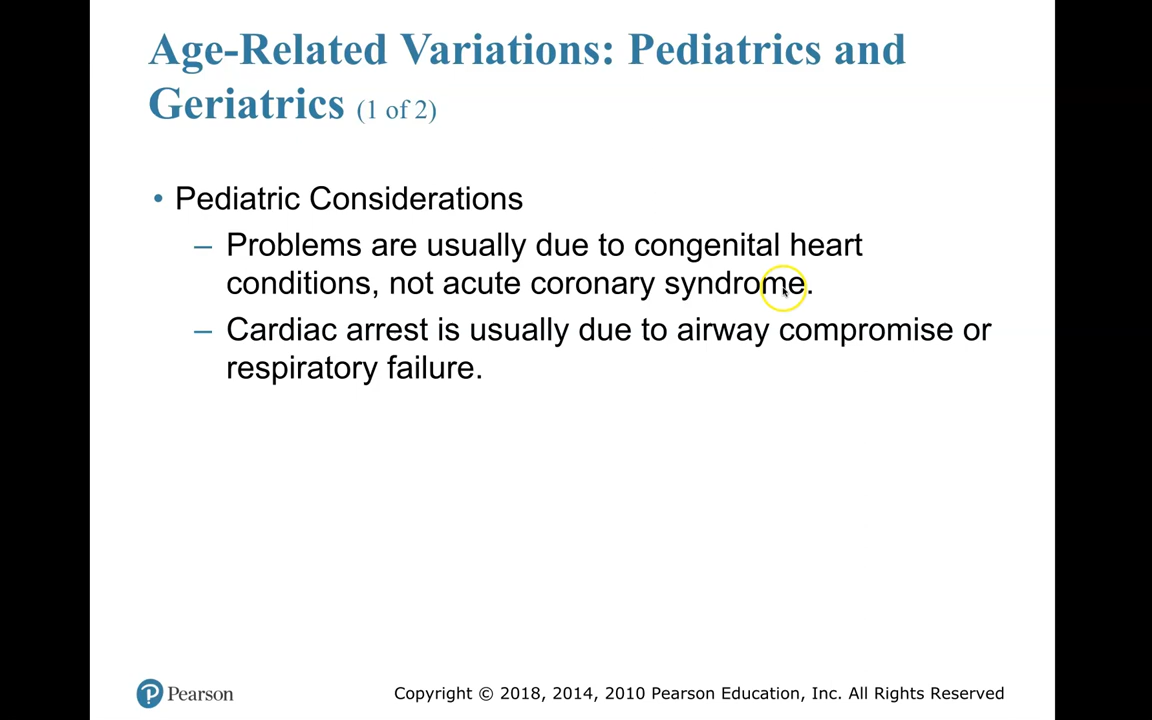 Age-Related Variations: Pediatrics and
Geriatrics (1 of 2)
• Pediatric Considerations
– Problems are usually due to congenital heart
conditions, not acute coronary syndrome.
– Cardiac arrest is usually due to airway compromise or
respiratory failure.
P Pearson
Copyright © 2018, 2014, 2010 Pearson Education, Inc. All Rights Reserved